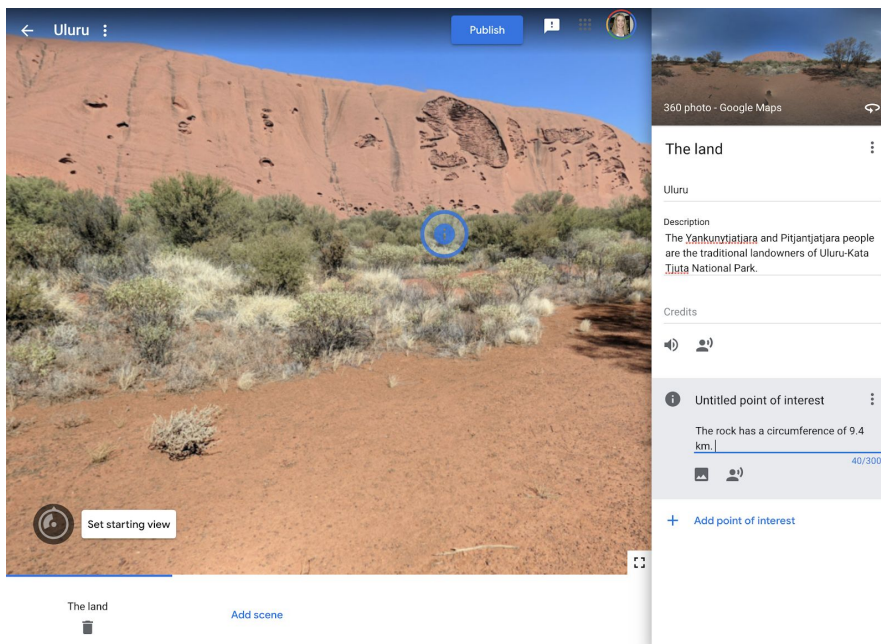 Uluru
Publish
360 photo - Google Maps
The land
Uluru
Description
The Yankunytjatjara and Pitjantjatjara people
are the traditional landowners of Uluru-Kata
Tjuta National Park.
Credits
Untitled point of interest
The rock has a circumference of 9.4
km.
40/300
Add point of interest
Set starting view
The land
Add scene